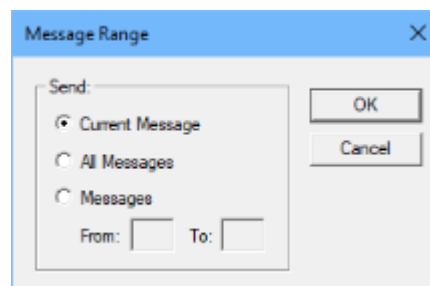 Message Range
Send:
Current Message
All Messages
Messages
From: To:
OK
Cancel